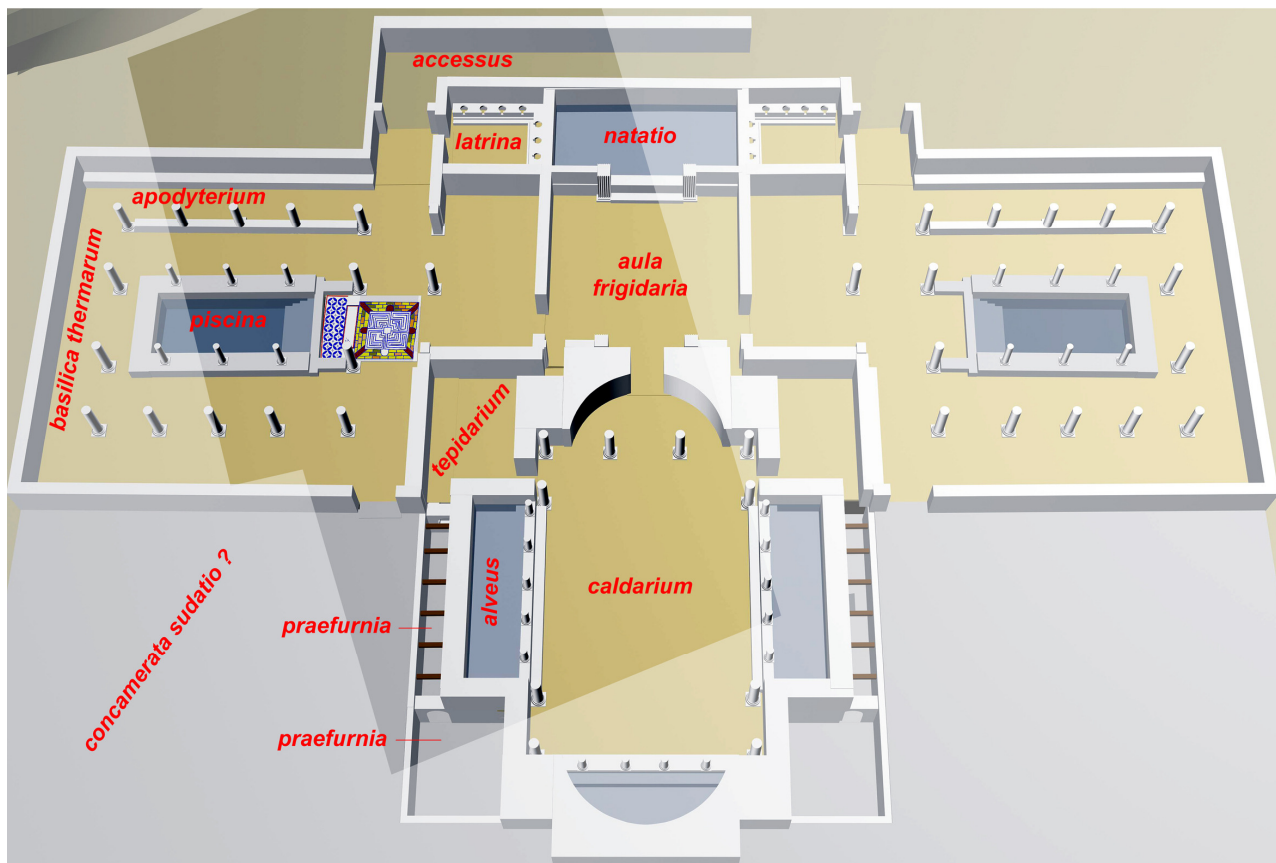 accessus
latrina
natatio
apodyterium
basilica thermarum
piscina
aula
frigidaria
tepidarium
alveus
caldarium
concamerata sudatio ?
praefurnia
praefurnia